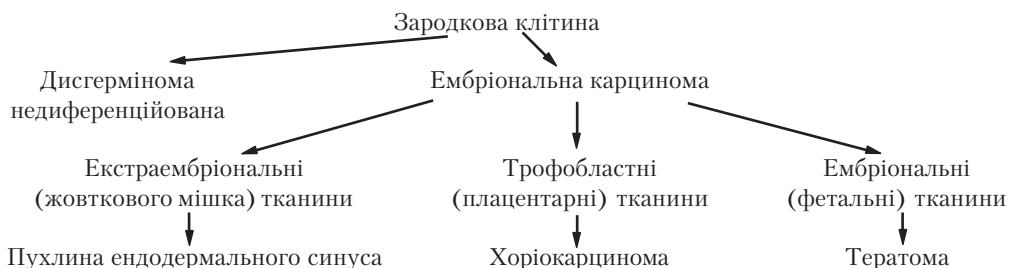 Зародкова клітина
Дисгермінома
недиференційована
Ембріональна карцинома
Екстраембріональні
(жовткового мішка) тканини
Трофобластні
(плацентарні) тканини
Ембріональні
(фетальні) тканини
Пухлина ендодермального синуса
Хоріокарцинома
Тератома